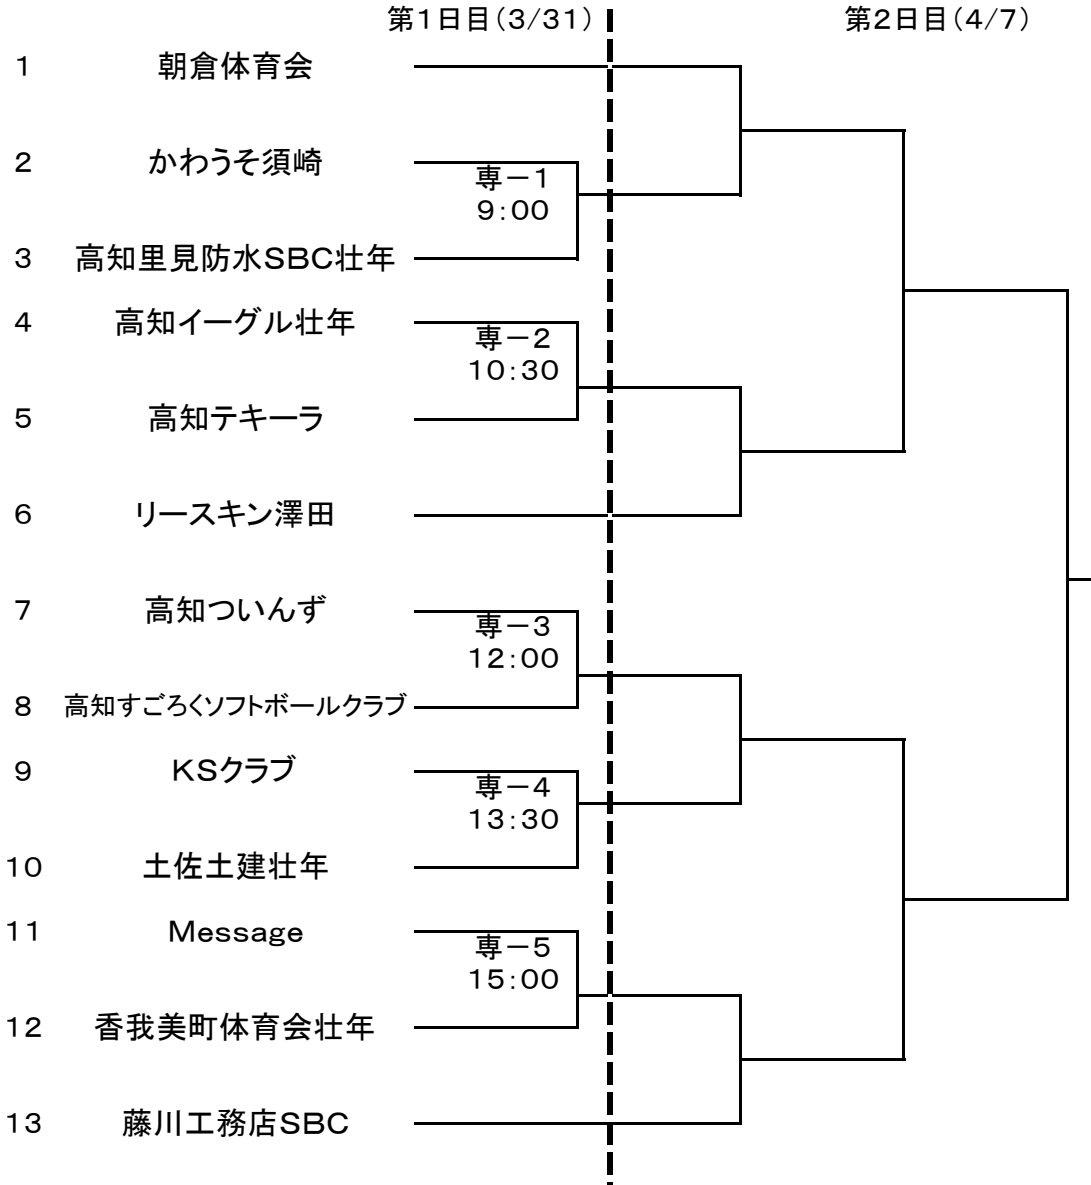 第1日目（3/31） 第2日目（4/7）
1 朝倉体育会
2 かわうそ須崎
専－1
9：00
3 高知里見防水SBC壮年
4 高知イーグル壮年
専－2
10：30
5 高知テキーラ
6 リースキン澤田
7 高知ついんず
専－3
12：00
8 高知すごろくソフトボールクラブ
9 KSクラブ
専－4
13：30
10 土佐土建壮年
11 Message
専－5
15：00
12 香我美町体育会壮年
13 藤川工務店SBC